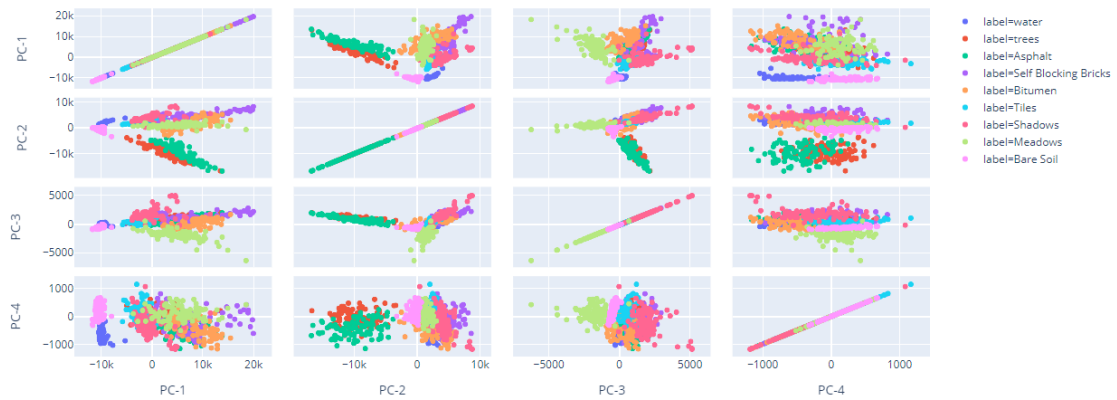 PC-1
20k
10k
0
−10k
PC-2
10k
0
−10k
PC-3
5000
0
−5000
PC-4
1000
0
−1000
−10k 0 10k 20k
−10k 0 10k
−5000 0 5000
−1000 0 1000
PC-1 PC-2 PC-3 PC-4
label=water
label=trees
label=Asphalt
label=Self Blocking Bricks
label=Bitumen
label=Tiles
label=Shadows
label=Meadows
label=Bare Soil